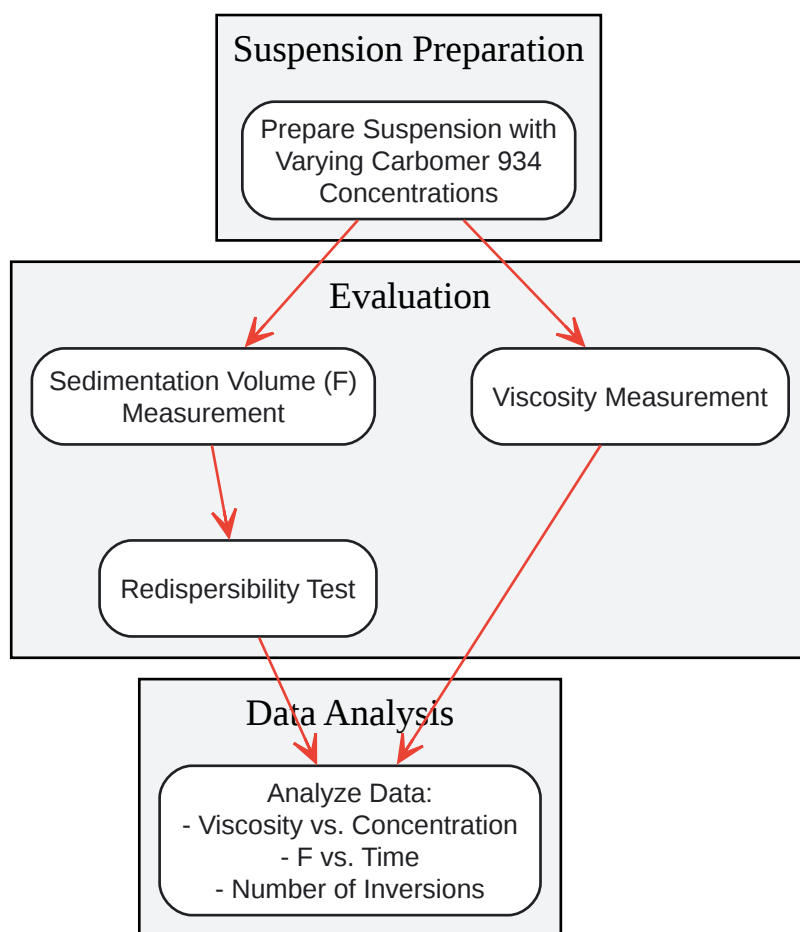 Suspension Preparation
Prepare Suspension with
Varying Carbomer 934
Concentrations
Evaluation
Sedimentation Volume (F)
Measurement
Viscosity Measurement
Redispersibility Test
Data Analysis
Analyze Data:
- Viscosity vs. Concentration
- F vs. Time
- Number of Inversions